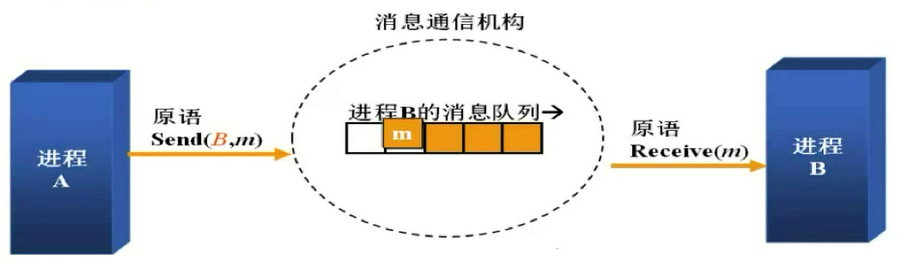 消息通信机构
进程B的消息队列→
m
原语
Send(B,m)
进程
A
原语
Receive(m)
进程
B